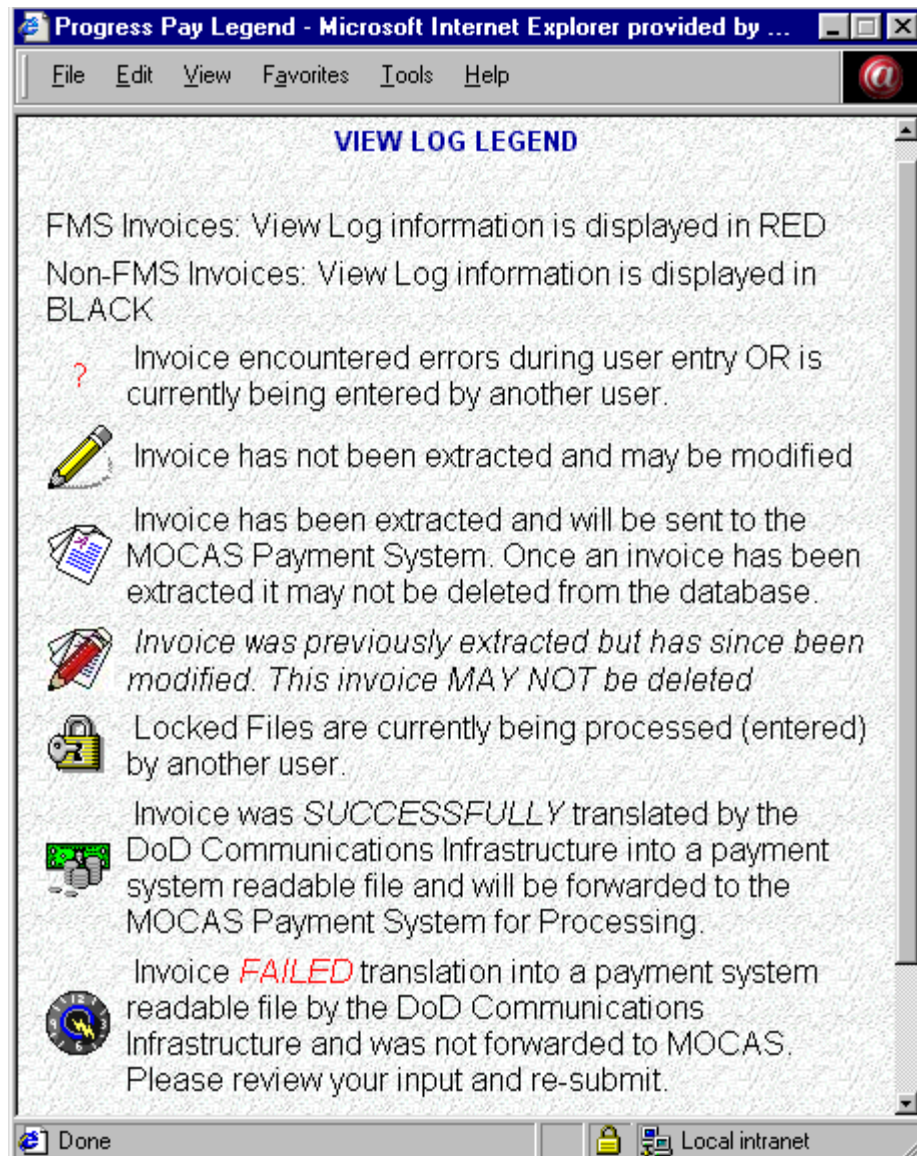 Progress Pay Legend - Microsoft Internet Explorer provided by ...
File Edit View Favorites Tools Help
VIEW LOG LEGEND
FMS Invoices: View Log information is displayed in RED
Non-FMS Invoices: View Log information is displayed in
BLACK
? Invoice encountered errors during user entry OR is
currently being entered by another user.
Invoice has not been extracted and may be modified
Invoice has been extracted and will be sent to the
MOCAS Payment System. Once an invoice has been
extracted it may not be deleted from the database.
Invoice was previously extracted but has since been
modified. This invoice MAY NOT be deleted
Locked Files are currently being processed (entered)
by another user.
Invoice was SUCCESSFULLY translated by the
DoD Communications Infrastructure into a payment
system readable file and will be forwarded to the
MOCAS Payment System for Processing.
Invoice FAILED translation into a payment system
readable file by the DoD Communications
Infrastructure and was not forwarded to MOCAS.
Please review your input and re-submit.
Done
Local intranet